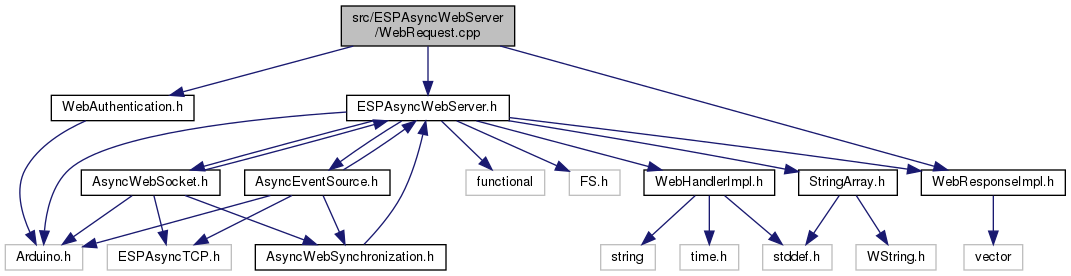 src/ESPAsyncWebServer
/WebRequest.cpp
WebAuthentication.h
ESPAsyncWebServer.h
AsyncWebSocket.h
AsyncEventSource.h
functional
FS.h
WebHandlerImpl.h
StringArray.h
WebResponseImpl.h
Arduino.h
ESPAsyncTCP.h
AsyncWebSynchronization.h
string
time.h
stddef.h
WString.h
vector